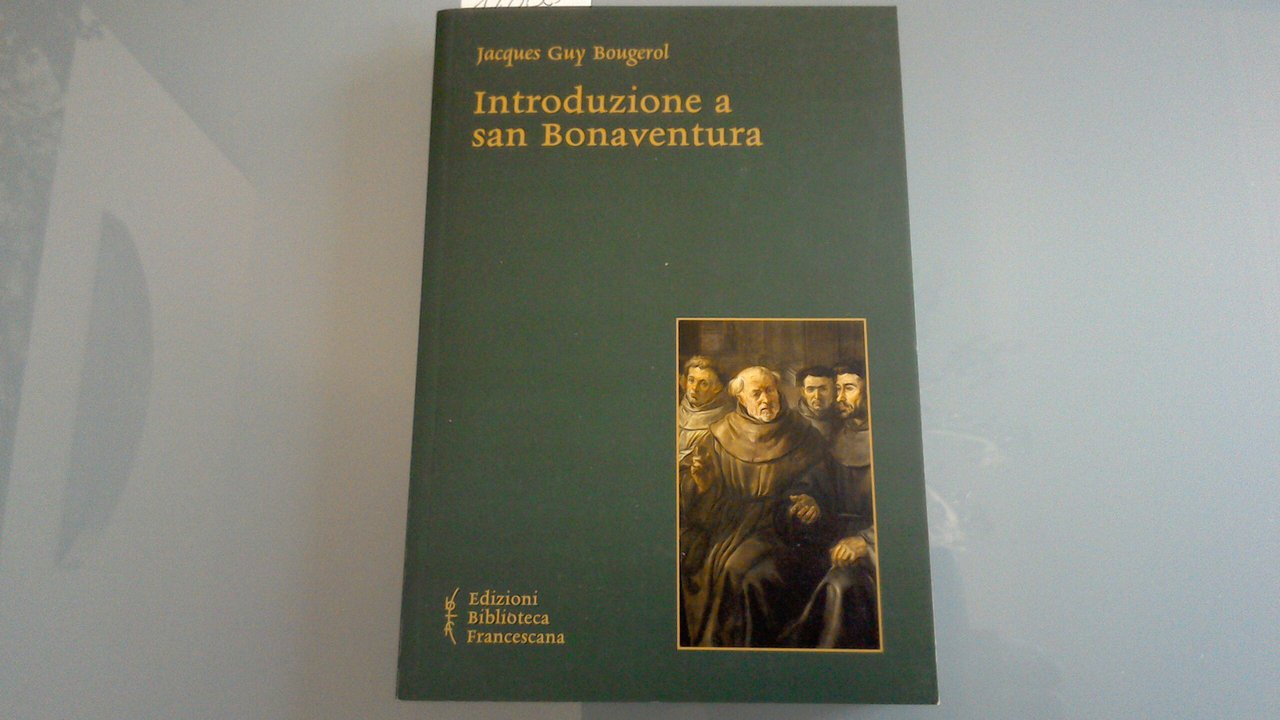 Jacques Guy Bougerol
Introduzione a
san Bonaventura
Edizioni
Biblioteca
Francescana